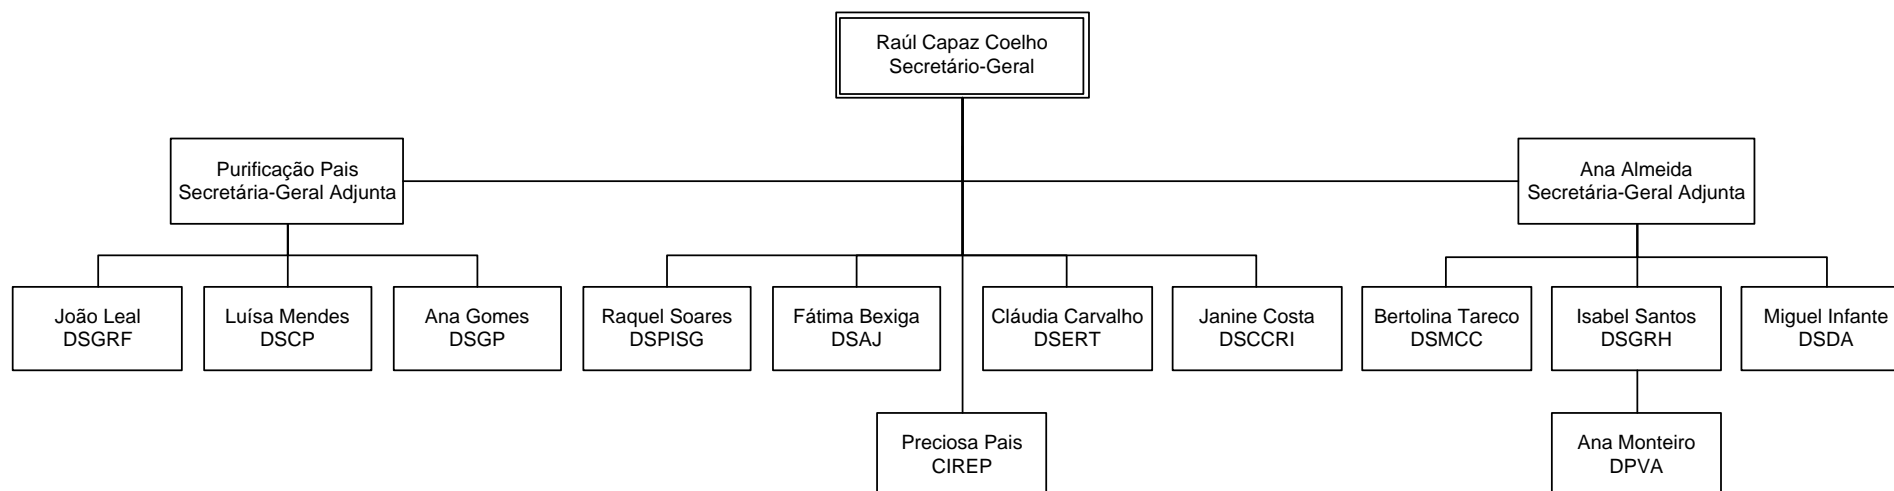 Raúl Capaz Coelho
Secretário-Geral
Purificação Pais
Secretária-Geral Adjunta
Ana Almeida
Secretária-Geral Adjunta
João Leal
DSGRF
Luísa Mendes
DSCP
Ana Gomes
DSGP
Raquel Soares
DSPISG
Fátima Bexiga
DSAJ
Cláudia Carvalho
DSERT
Janine Costa
DSCCRI
Bertolina Tareco
DSMCC
Isabel Santos
DSGRH
Miguel Infante
DSDA
Preciosa Pais
CIREP
Ana Monteiro
DPVA